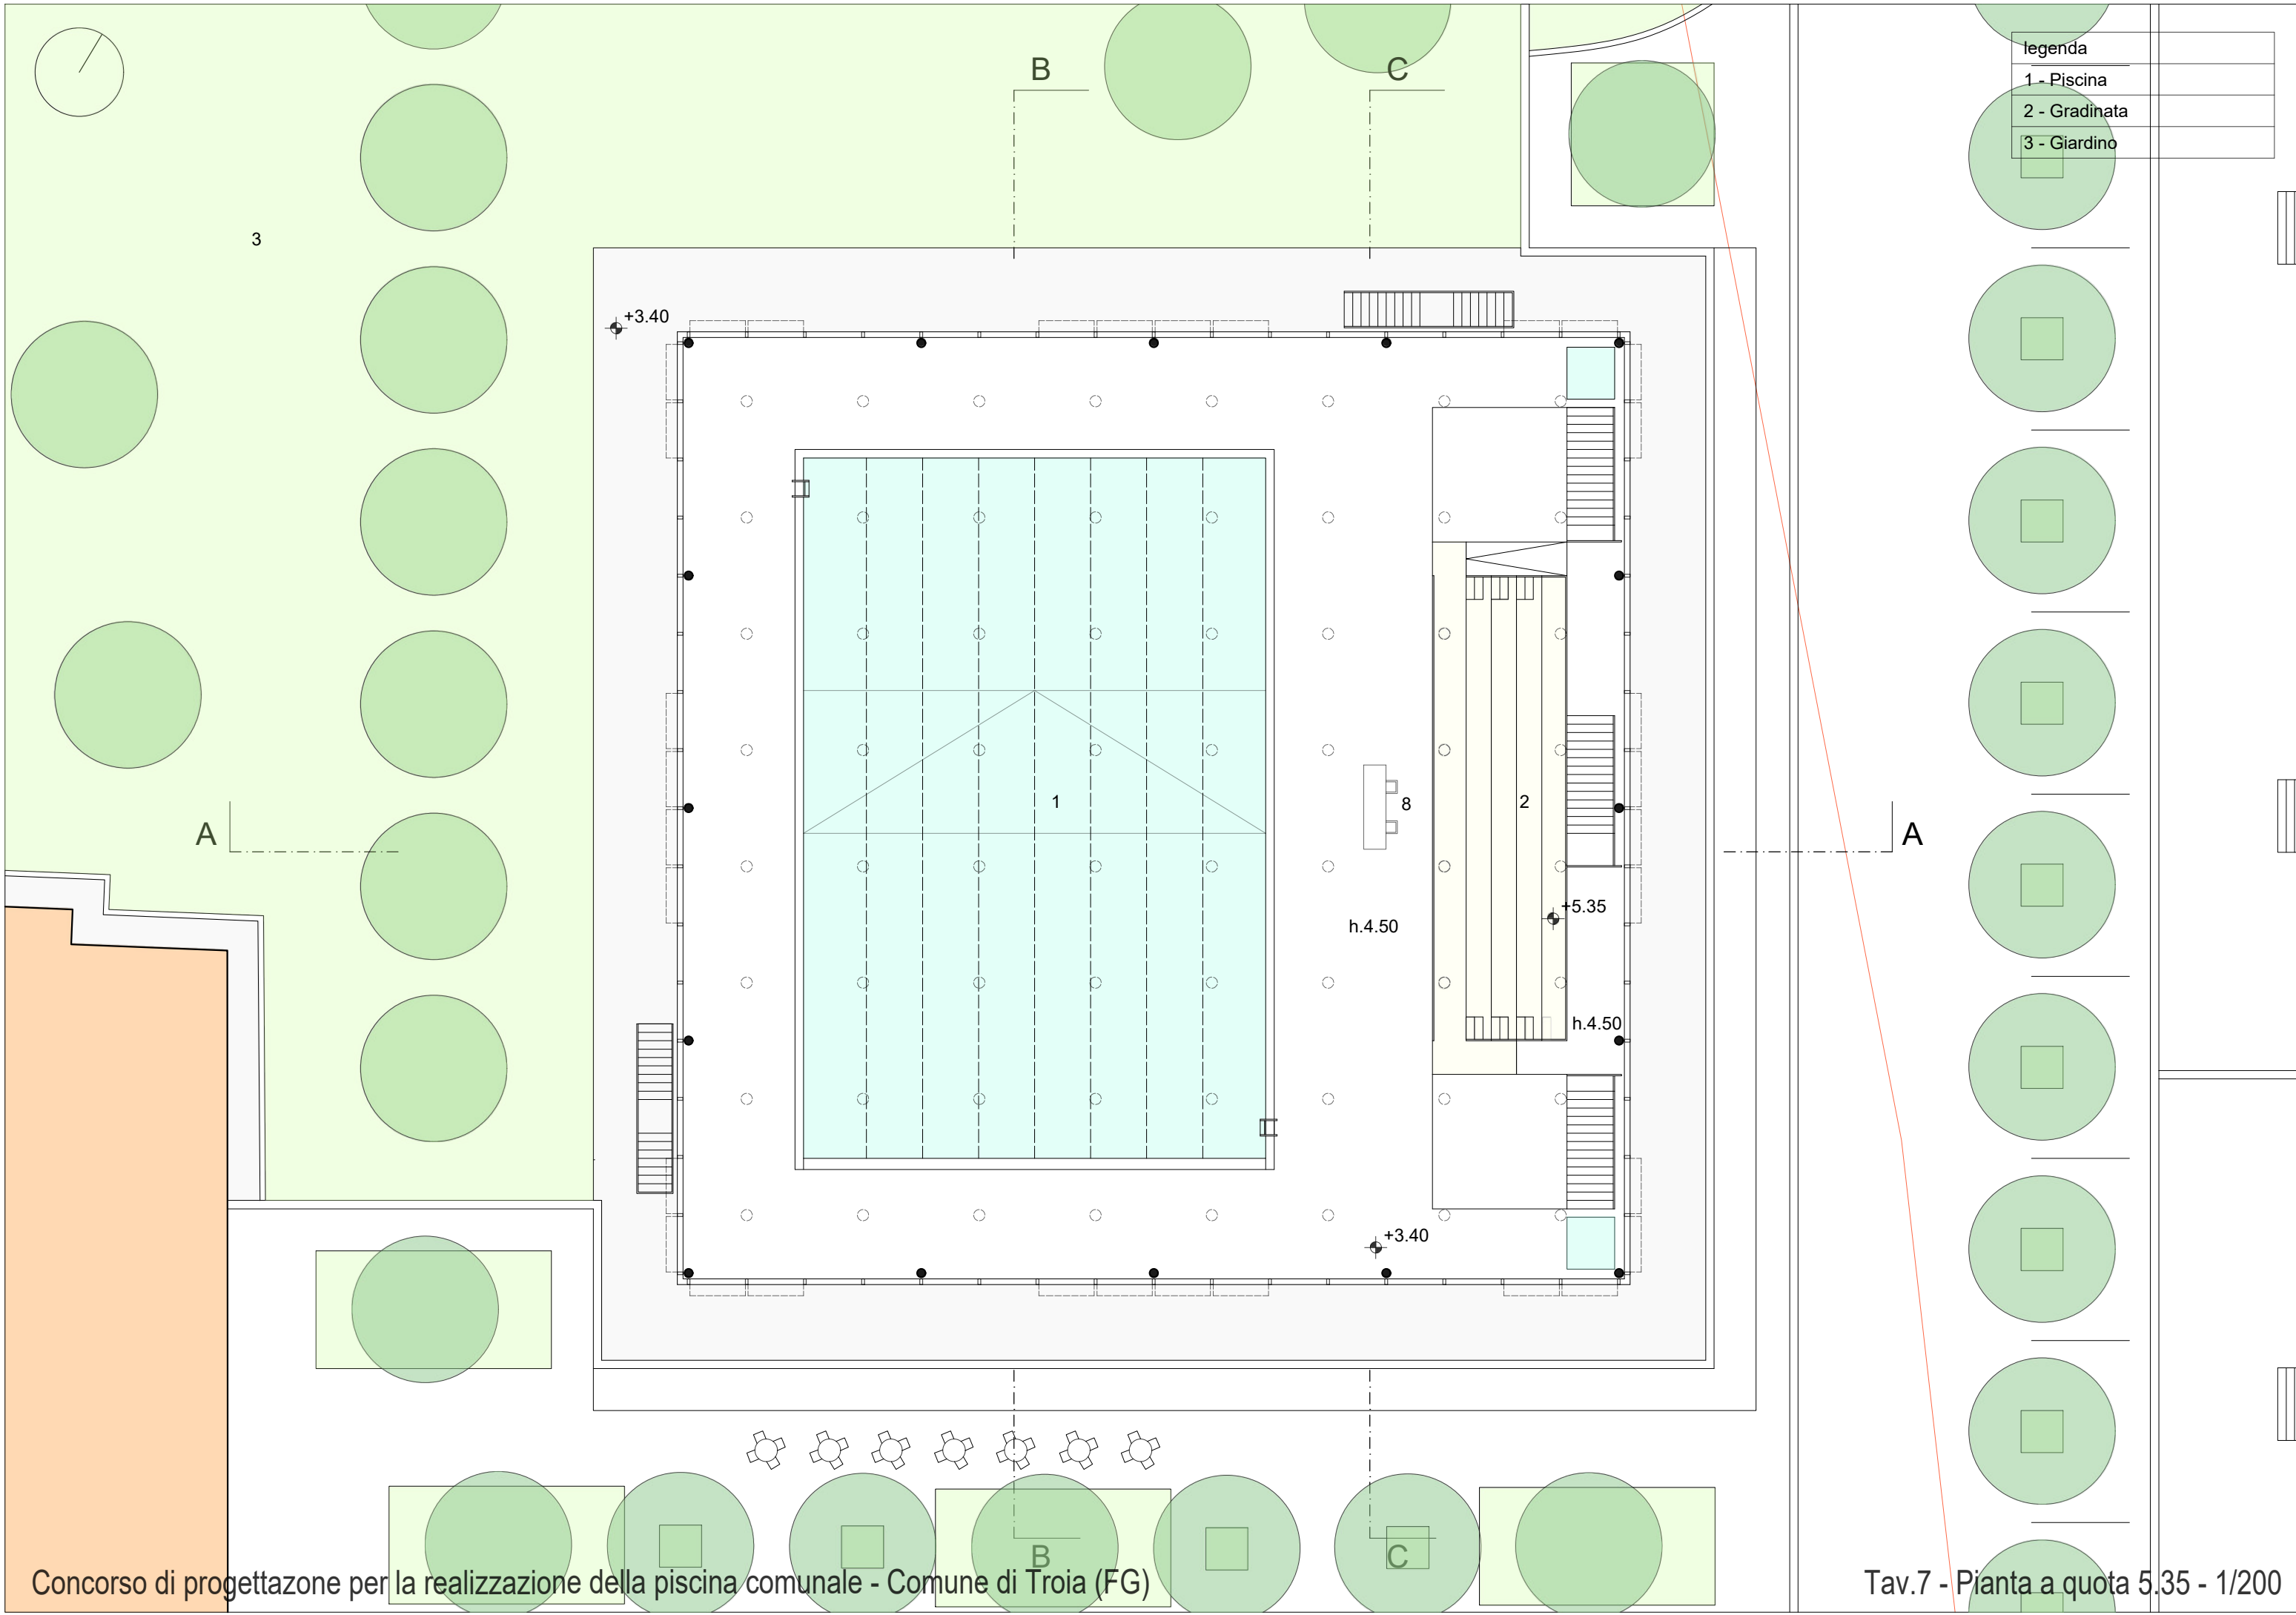 B
C
legenda
1 - Piscina
2 - Gradinata
3 - Giardino
3
+3.40
1
8
2
A
A
+5.35
h.4.50
h.4.50
+3.40
B
C
Concorso di progettazone per la realizzazione della piscina comunale - Comune di Troia (FG)
Tav.7 - Pianta a quota 5.35 - 1/200